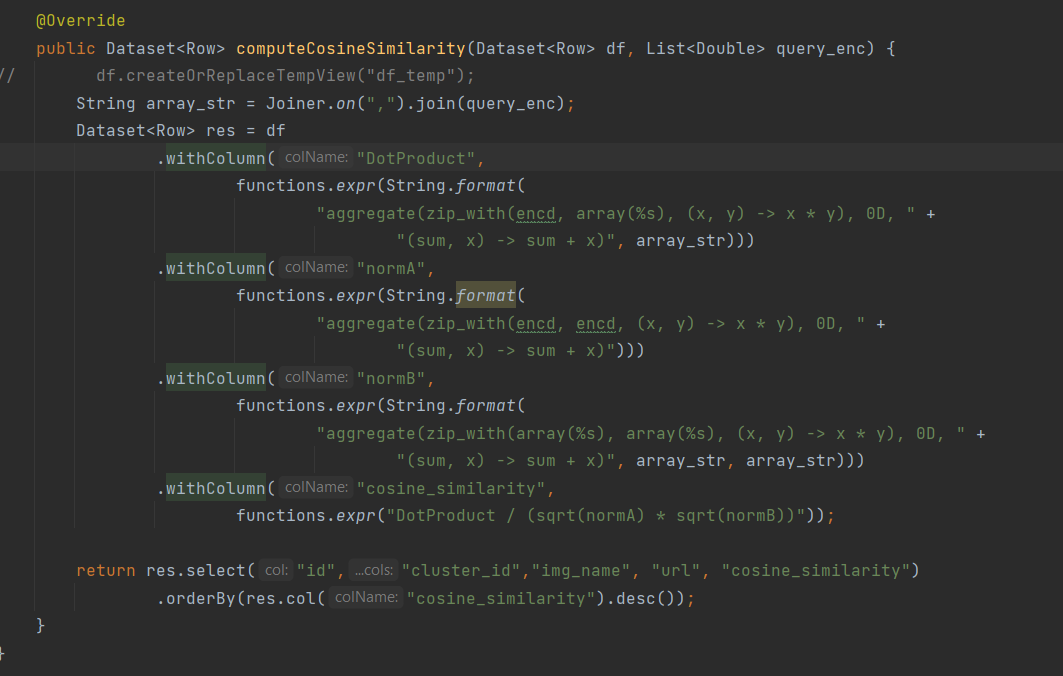 @Override
public Dataset<Row> computeCosineSimilarity(Dataset<Row> df, List<Double> query_enc) {
//        df.createOrReplaceTempView("df_temp");
String array_str = Joiner.on(",").join(query_enc);
Dataset<Row> res = df
.withColumn( colName: "DotProduct",
functions.expr(String.format(
"aggregate(zip_with(encd, array(%s), (x, y) -> x * y), 0D, " +
"(sum, x) -> sum + x)", array_str)))
.withColumn( colName: "normA",
functions.expr(String.format(
"aggregate(zip_with(encd, encd, (x, y) -> x * y), 0D, " +
"(sum, x) -> sum + x)")))
.withColumn( colName: "normB",
functions.expr(String.format(
"aggregate(zip_with(array(%s), array(%s), (x, y) -> x * y), 0D, " +
"(sum, x) -> sum + x)", array_str, array_str)))
.withColumn( colName: "cosine_similarity",
functions.expr("DotProduct / (sqrt(normA) * sqrt(normB))"));
return res.select( col: "id", ...cols: "cluster_id","img_name", "url", "cosine_similarity")
.orderBy(res.col( colName: "cosine_similarity").desc());
}
}